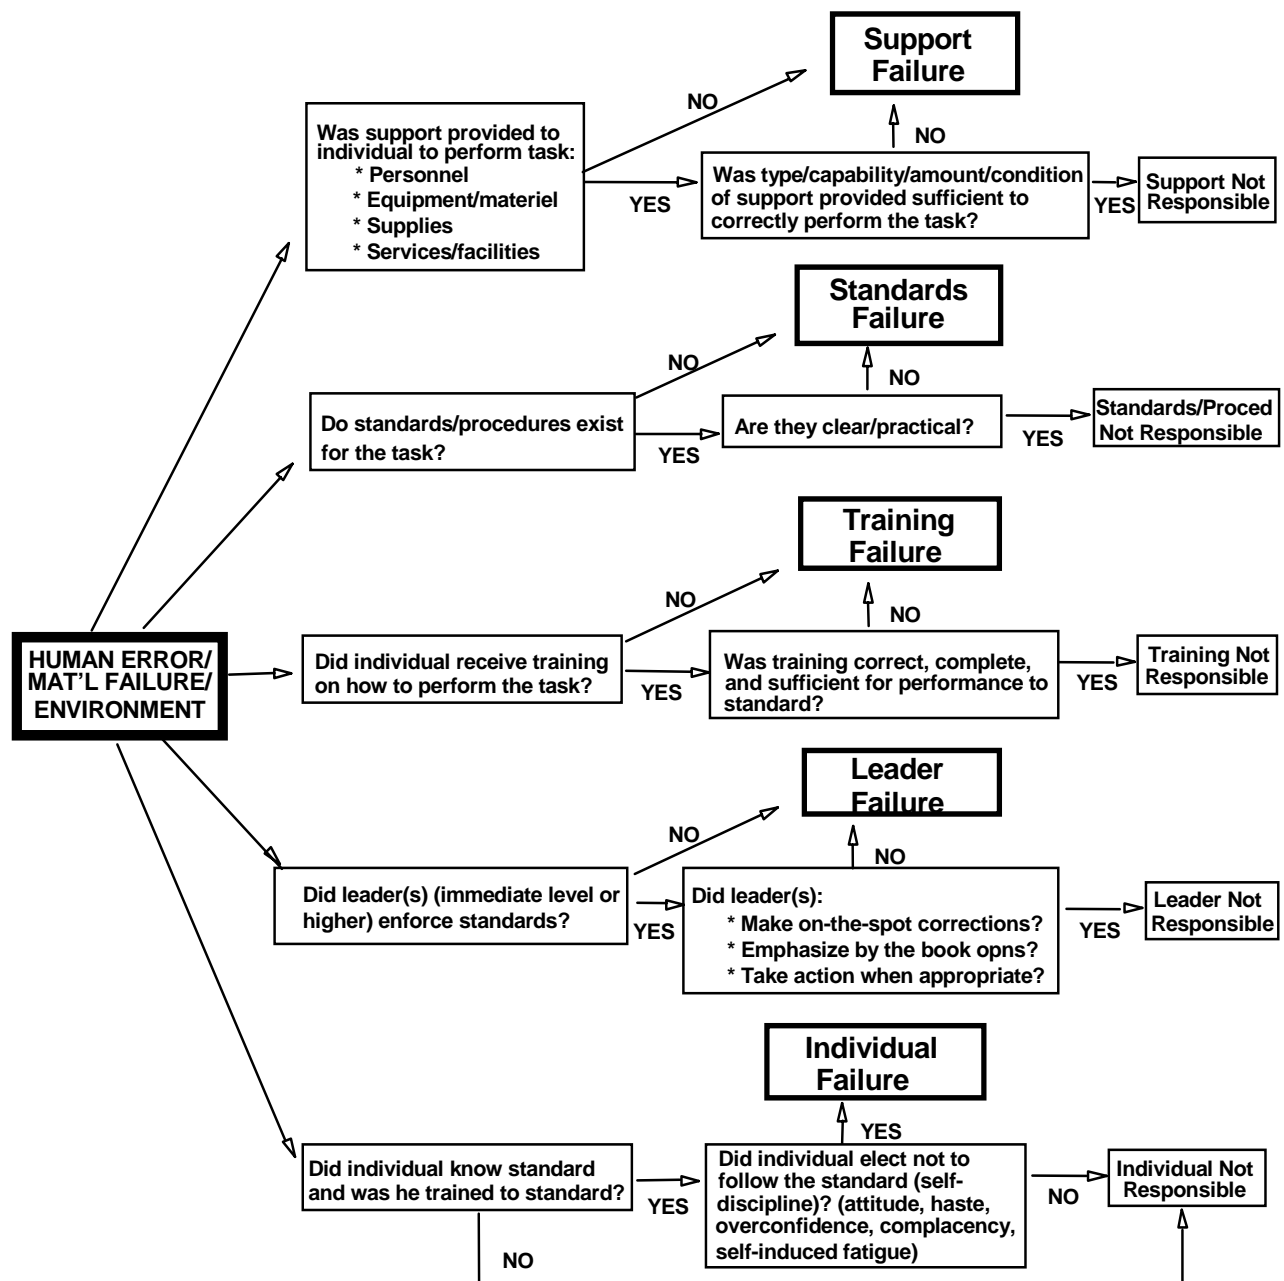 Support
Failure
NO
Was support provided to
individual to perform task:
* Personnel
* Equipment/materiel
* Supplies
* Services/facilities
YES
NO
Was type/capability/amount/condition
of support provided sufficient to
correctly perform the task?
YES
Support Not
Responsible
Standards
Failure
NO
Do standards/procedures exist
for the task?
YES
NO
Are they clear/practical?
YES
Standards/Proced
Not Responsible
Training
Failure
NO
HUMAN ERROR/
MAT'L FAILURE/
ENVIRONMENT
Did individual receive training
on how to perform the task?
YES
NO
Was training correct, complete,
and sufficient for performance to
standard?
YES
Training Not
Responsible
Leader
Failure
NO
Did leader(s) (immediate level or
higher) enforce standards?
YES
NO
Did leader(s):
* Make on-the-spot corrections?
* Emphasize by the book opns?
* Take action when appropriate?
YES
Leader Not
Responsible
Individual
Failure
YES
Did individual know standard
and was he trained to standard?
YES
Did individual elect not to
follow the standard (self-
discipline)? (attitude, haste,
overconfidence, complacency,
self-induced fatigue)
NO
Individual Not
Responsible
NO